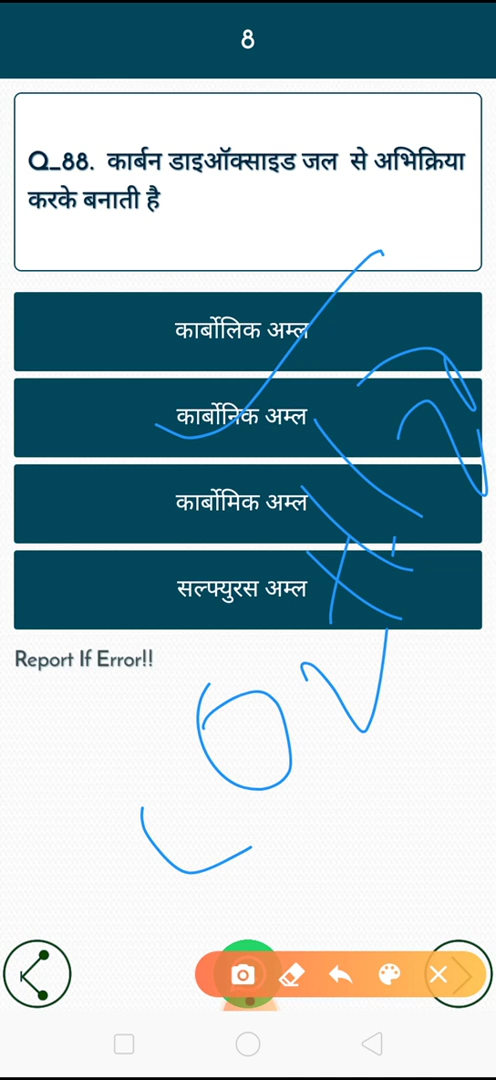 8
Q_88. कार्बन डाइऑक्साइड जल से अभिक्रिया
करके बनाती है
कार्बोलिक अम्ल
कार्बोनिक अम्ल
कार्बोमिक अम्ल
सल्फ्युरस अम्ल
Report If Error!!